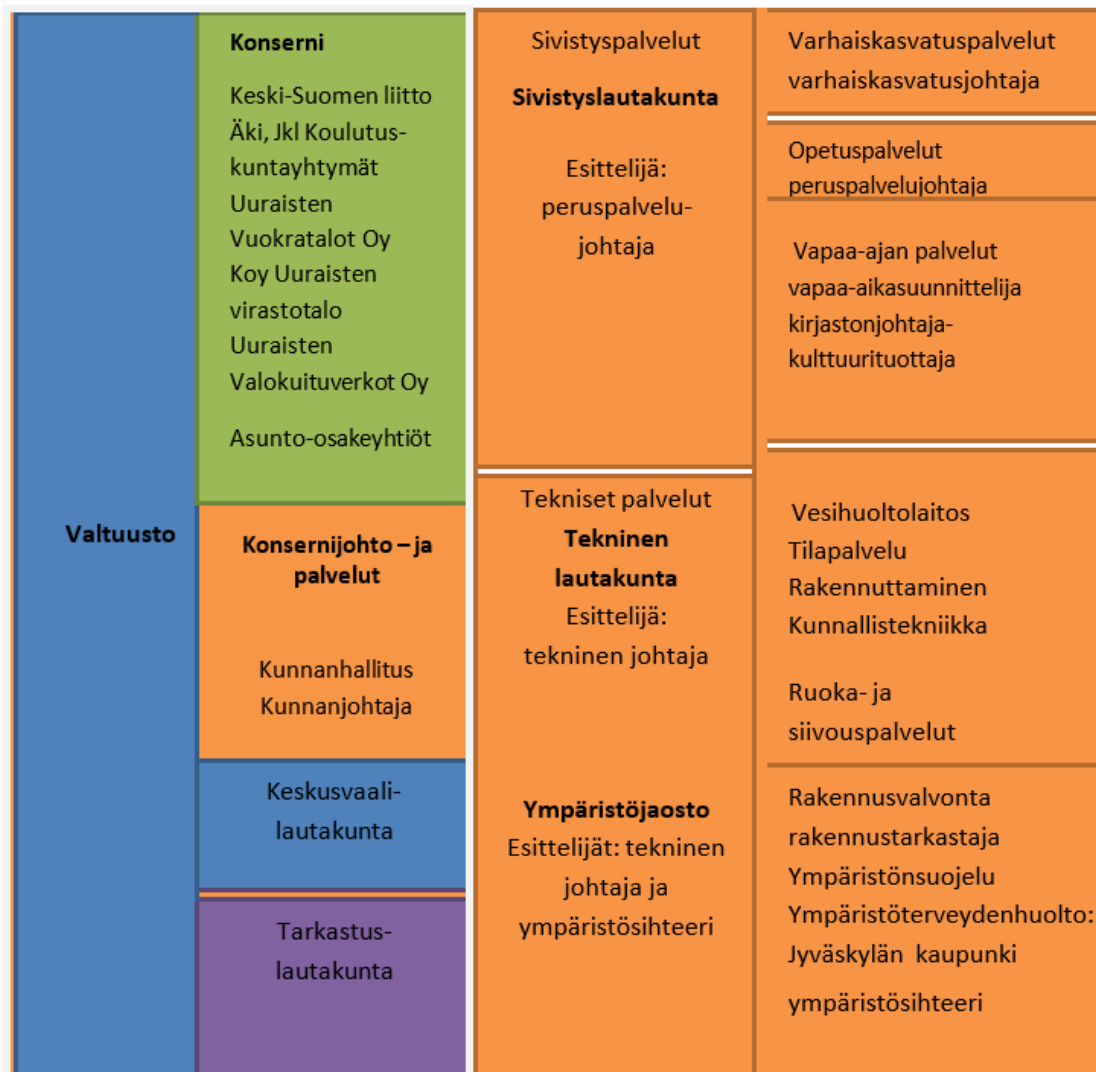 Valtuusto
Konserni
Keski-Suomen liitto
Äki, Jkl Koulutus-
kuntayhtymät
Uuraisten
Vuokratalot Oy
Koy Uuraisten
virastotalo
Uuraisten
Valokuituverkot Oy
Asunto-osakeyhtiöt
Konsernijohto – ja
palvelut
Kunnanhallitus
Kunnanjohtaja
Keskusvaali-
lautakunta
Tarkastus-
lautakunta
Sivistyspalvelut
Sivistyslautakunta
Esittelijä:
peruspalvelu-
johtaja
Tekniset palvelut
Tekninen
lautakunta
Esittelijä:
tekninen johtaja
Ympäristöjaosto
Esittelijät: tekninen
johtaja ja
ympäristösihteeri
Varhaiskasvatuspalvelut
varhaiskasvatusjohtaja
Opetuspalvelut
peruspalvelujohtaja
Vapaa-ajan palvelut
vapaa-aikasuunnittelija
kirjastonjohtaja-
kulttuurituottaja
Vesihuoltolaitos
Tilapalvelu
Rakennuttaminen
Kunnallistekniikka
Ruoka- ja
siivouspalvelut
Rakennusvalvonta
rakennustarkastaja
Ympäristönsuojelu
Ympäristöterveydenhuolto:
Jyväskylän kaupunki
ympäristösihteeri